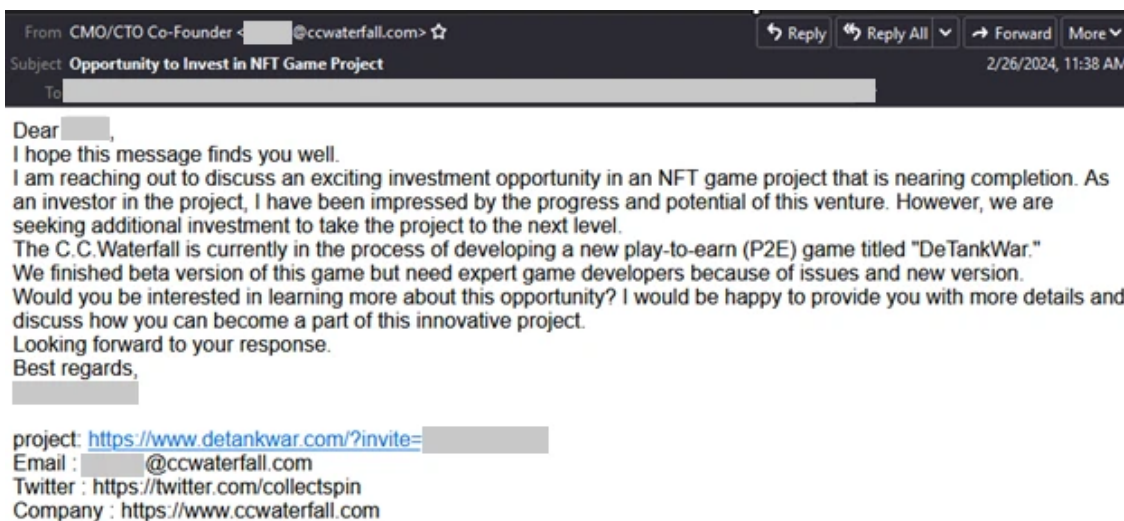 From CMO/CTO Co-Founder < @ccwaterfall.com>
Reply Reply All Forward More
Subject Opportunity to Invest in NFT Game Project 2/26/2024, 11:38 AM
To
Dear ,
I hope this message finds you well.
I am reaching out to discuss an exciting investment opportunity in an NFT game project that is nearing completion. As
an investor in the project, I have been impressed by the progress and potential of this venture. However, we are
seeking additional investment to take the project to the next level.
The C.C.Waterfall is currently in the process of developing a new play-to-earn (P2E) game titled "DeTankWar."
We finished beta version of this game but need expert game developers because of issues and new version.
Would you be interested in learning more about this opportunity? I would be happy to provide you with more details and
discuss how you can become a part of this innovative project.
Looking forward to your response.
Best regards,
project: https://www.detankwar.com/?invite=
Email : @ccwaterfall.com
Twitter : https://twitter.com/collectspin
Company : https://www.ccwaterfall.com